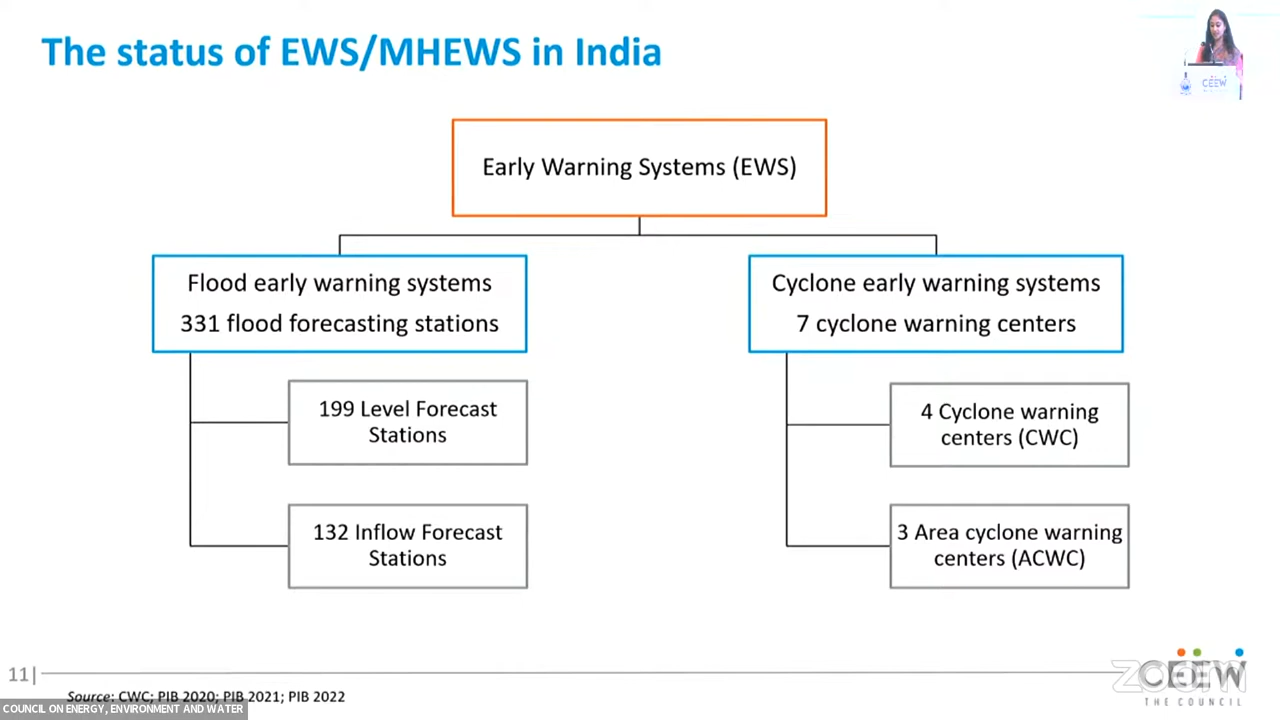 The status of EWS/MHEWS in India
CEEW
Early Warning Systems (EWS)
Flood early warning systems
331 flood forecasting stations
Cyclone early warning systems
7 cyclone warning centers
199 Level Forecast
Stations
4 Cyclone warning
centers (CWC)
132 Inflow Forecast
Stations
3 Area cyclone warning
centers (ACWC)
11|
Source: CWC; PIB 2020; PIB 2021; PIB 2022
COUNCIL ON ENERGY, ENVIRONMENT AND WATER
CEEW
zoom
THE COUNCIL